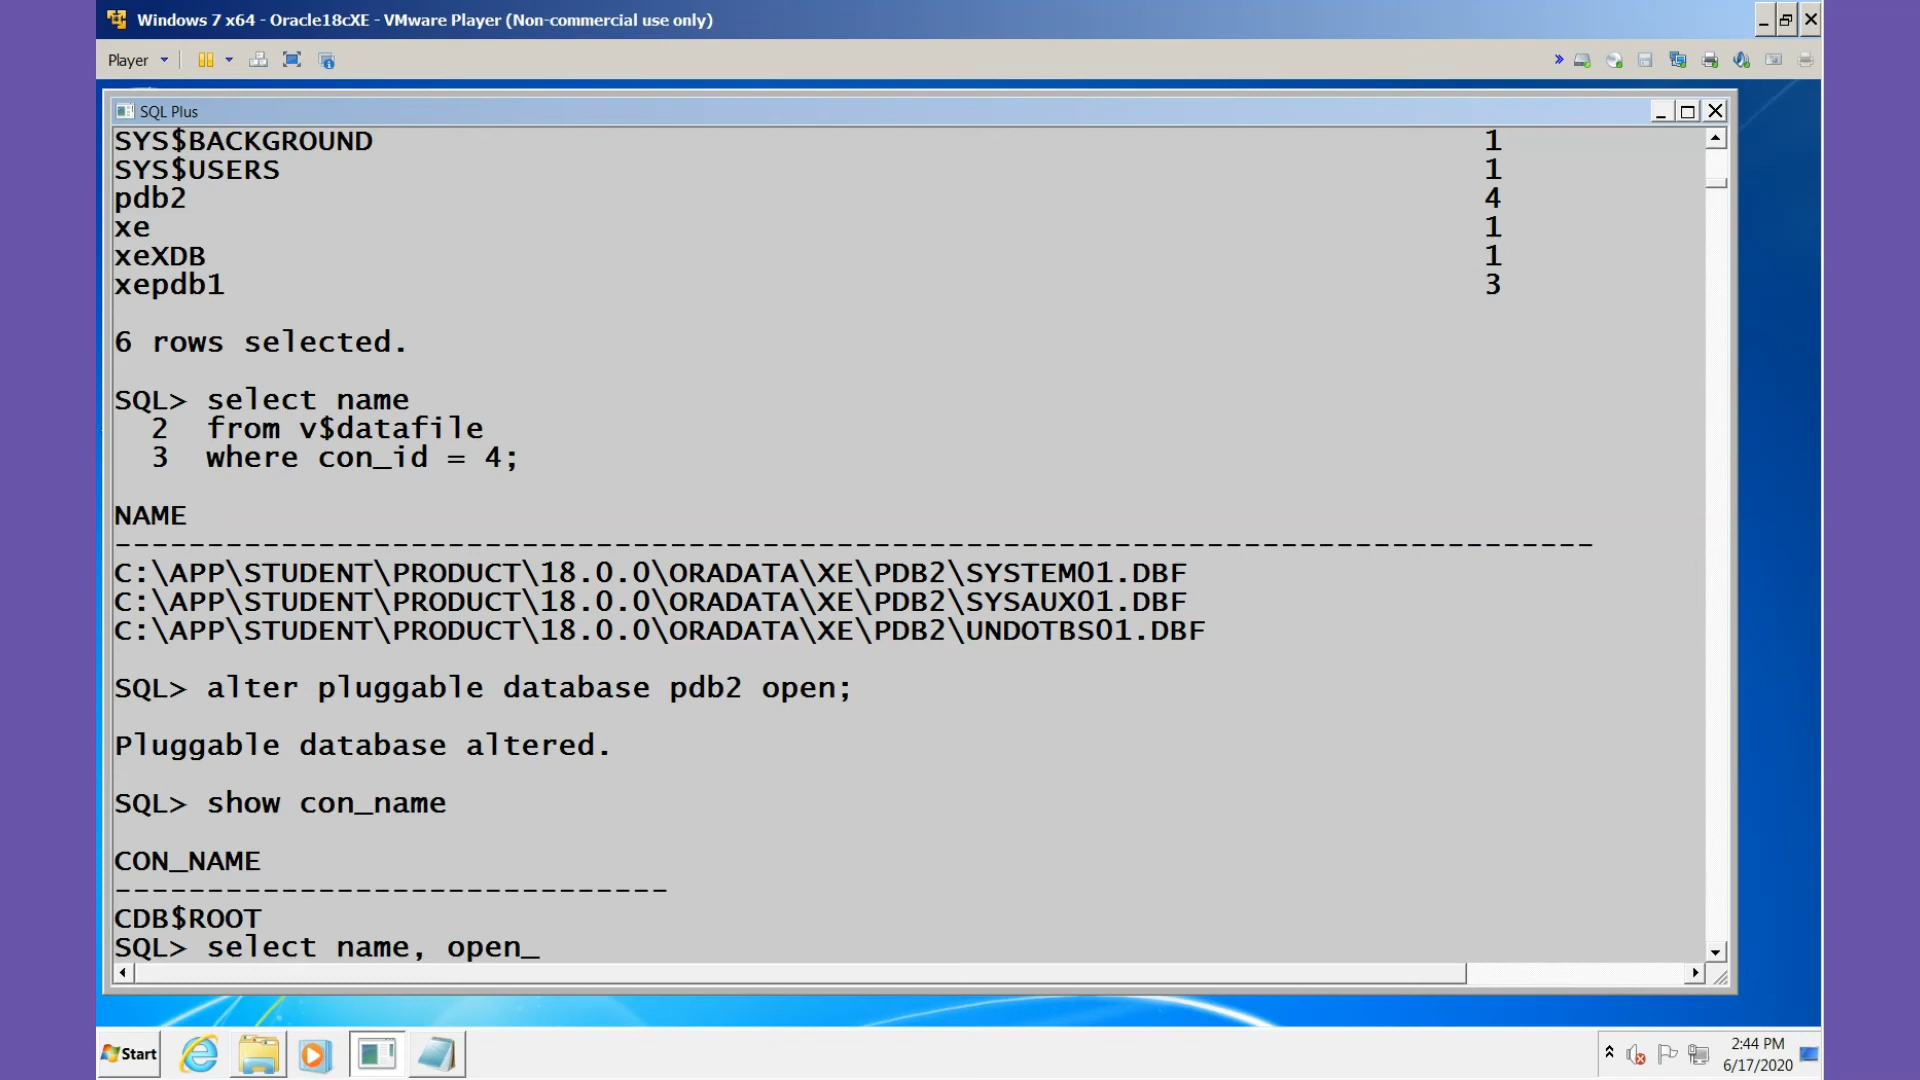 Windows 7 x64 - Oracle18cXE - VMware Player (Non-commercial use only)
Player
SQL Plus
SYS$BACKGROUND 1
SYS$USERS 1
pdb2 4
xe 1
xeXDB 1
xepdb1 3
6 rows selected.
SQL> select name
2 from v$datafile
3 where con_id = 4;
NAME
--------------------------------------------------------------------------------
C:\APP\STUDENT\PRODUCT\18.0.0\ORADATA\XE\PDB2\SYSTEM01.DBF
C:\APP\STUDENT\PRODUCT\18.0.0\ORADATA\XE\PDB2\SYSAUX01.DBF
C:\APP\STUDENT\PRODUCT\18.0.0\ORADATA\XE\PDB2\UNDOTBS01.DBF
SQL> alter pluggable database pdb2 open;
Pluggable database altered.
SQL> show con_name
CON_NAME
------------------------------
CDB$ROOT
SQL> select name, open_
Start
2:44 PM
6/17/2020